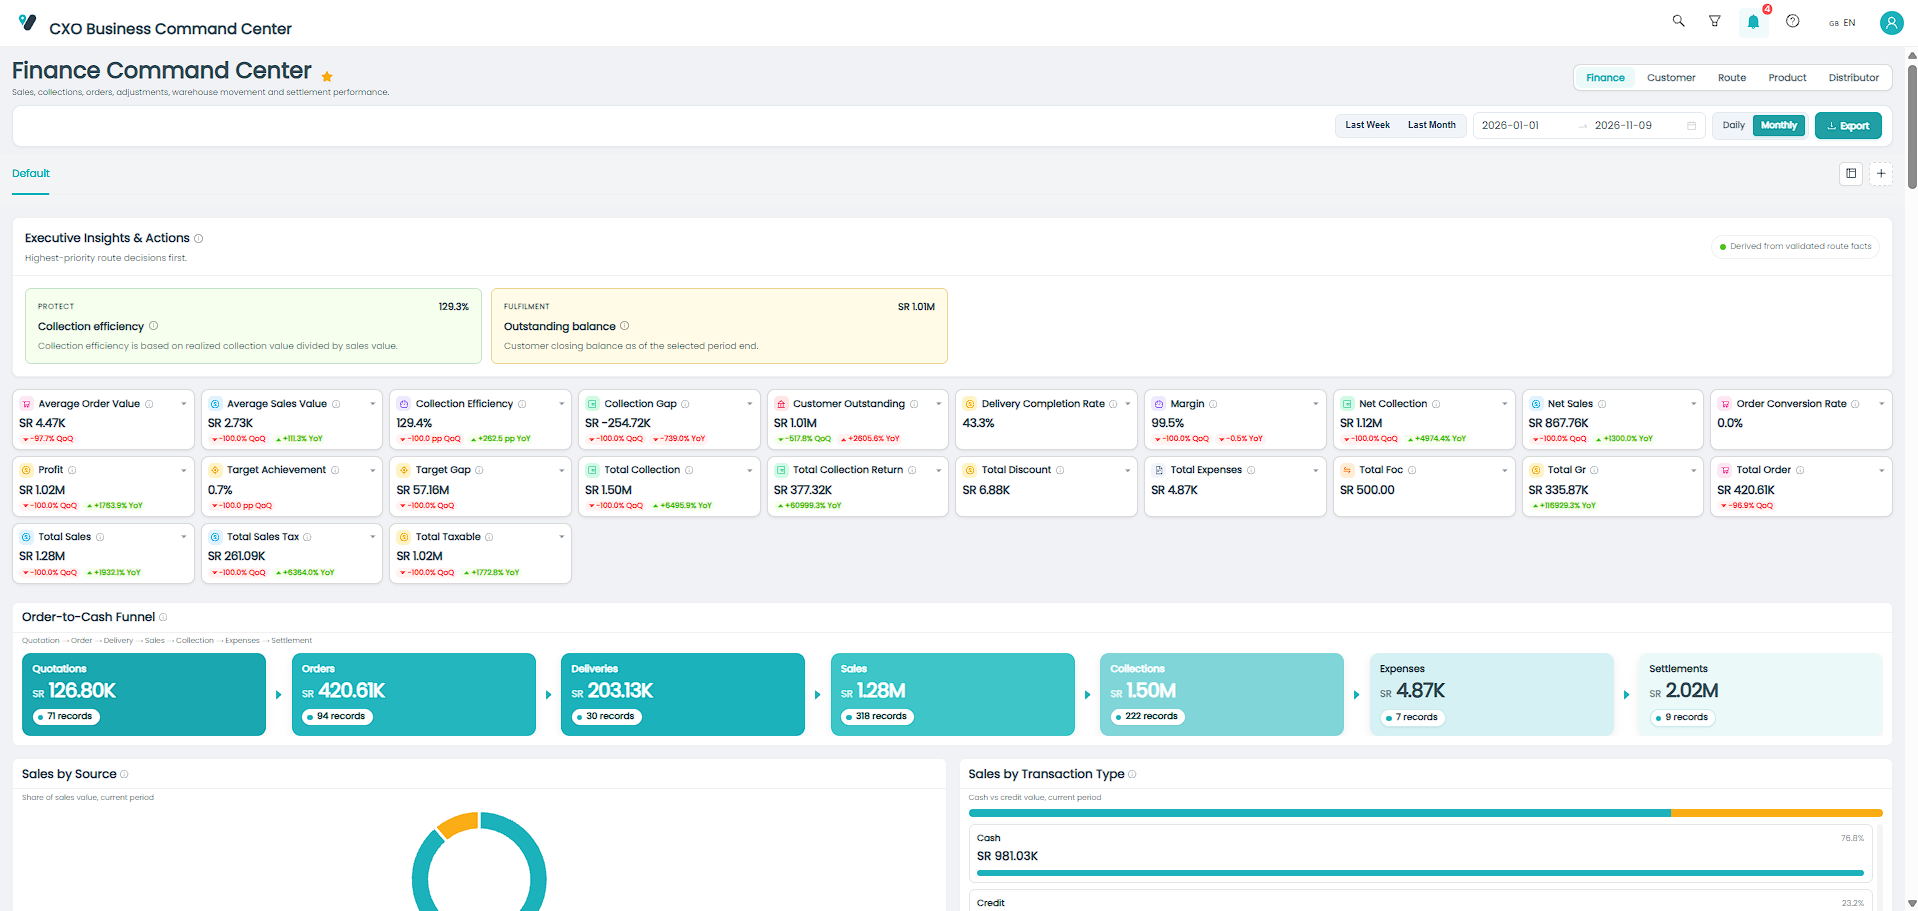 CXO Business Command Center
4
GB EN
Finance Command Center
Sales, collections, orders, adjustments, warehouse movement and settlement performance.
Finance Customer Route Product Distributor
Last Week Last Month 2026-01-01 → 2026-11-09 Daily Monthly Export
Default
Executive Insights & Actions
Highest-priority route decisions first.
Derived from validated route facts
PROTECT 129.3%
Collection efficiency
Collection efficiency is based on realized collection value divided by sales value.
FULFILMENT SR 1.01M
Outstanding balance
Customer closing balance as of the selected period end.
Average Order Value
SR 4.47K
-97.7% QoQ
Average Sales Value
SR 2.73K
-100.0% QoQ +111.3% YoY
Collection Efficiency
129.4%
-100.0 pp QoQ +262.5 pp YoY
Collection Gap
SR -254.72K
-100.0% QoQ -739.0% YoY
Customer Outstanding
SR 1.01M
-517.8% QoQ +2605.6% YoY
Delivery Completion Rate
43.3%
Margin
99.5%
-100.0% QoQ -0.5% YoY
Net Collection
SR 1.12M
-100.0% QoQ +4974.4% YoY
Net Sales
SR 867.76K
-100.0% QoQ +1300.0% YoY
Order Conversion Rate
0.0%
Profit
SR 1.02M
-100.0% QoQ +1763.9% YoY
Target Achievement
0.7%
-100.0 pp QoQ
Target Gap
SR 57.16M
-100.0% QoQ
Total Collection
SR 1.50M
-100.0% QoQ +6495.9% YoY
Total Collection Return
SR 377.32K
+60999.3% YoY
Total Discount
SR 6.88K
Total Expenses
SR 4.87K
Total Foc
SR 500.00
Total Gr
SR 335.87K
+116929.3% YoY
Total Order
SR 420.61K
-96.9% QoQ
Total Sales
SR 1.28M
-100.0% QoQ +1932.1% YoY
Total Sales Tax
SR 261.09K
-100.0% QoQ +6364.0% YoY
Total Taxable
SR 1.02M
-100.0% QoQ +1772.8% YoY
Order-to-Cash Funnel
Quotation → Order → Delivery → Sales → Collection → Expenses → Settlement
Quotations
SR 126.80K
71 records
Orders
SR 420.61K
94 records
Deliveries
SR 203.13K
30 records
Sales
SR 1.28M
318 records
Collections
SR 1.50M
222 records
Expenses
SR 4.87K
7 records
Settlements
SR 2.02M
9 records
Sales by Source
Share of sales value, current period
Sales by Transaction Type
Cash vs credit value, current period
Cash 76.8%
SR 981.03K
Credit 23.2%